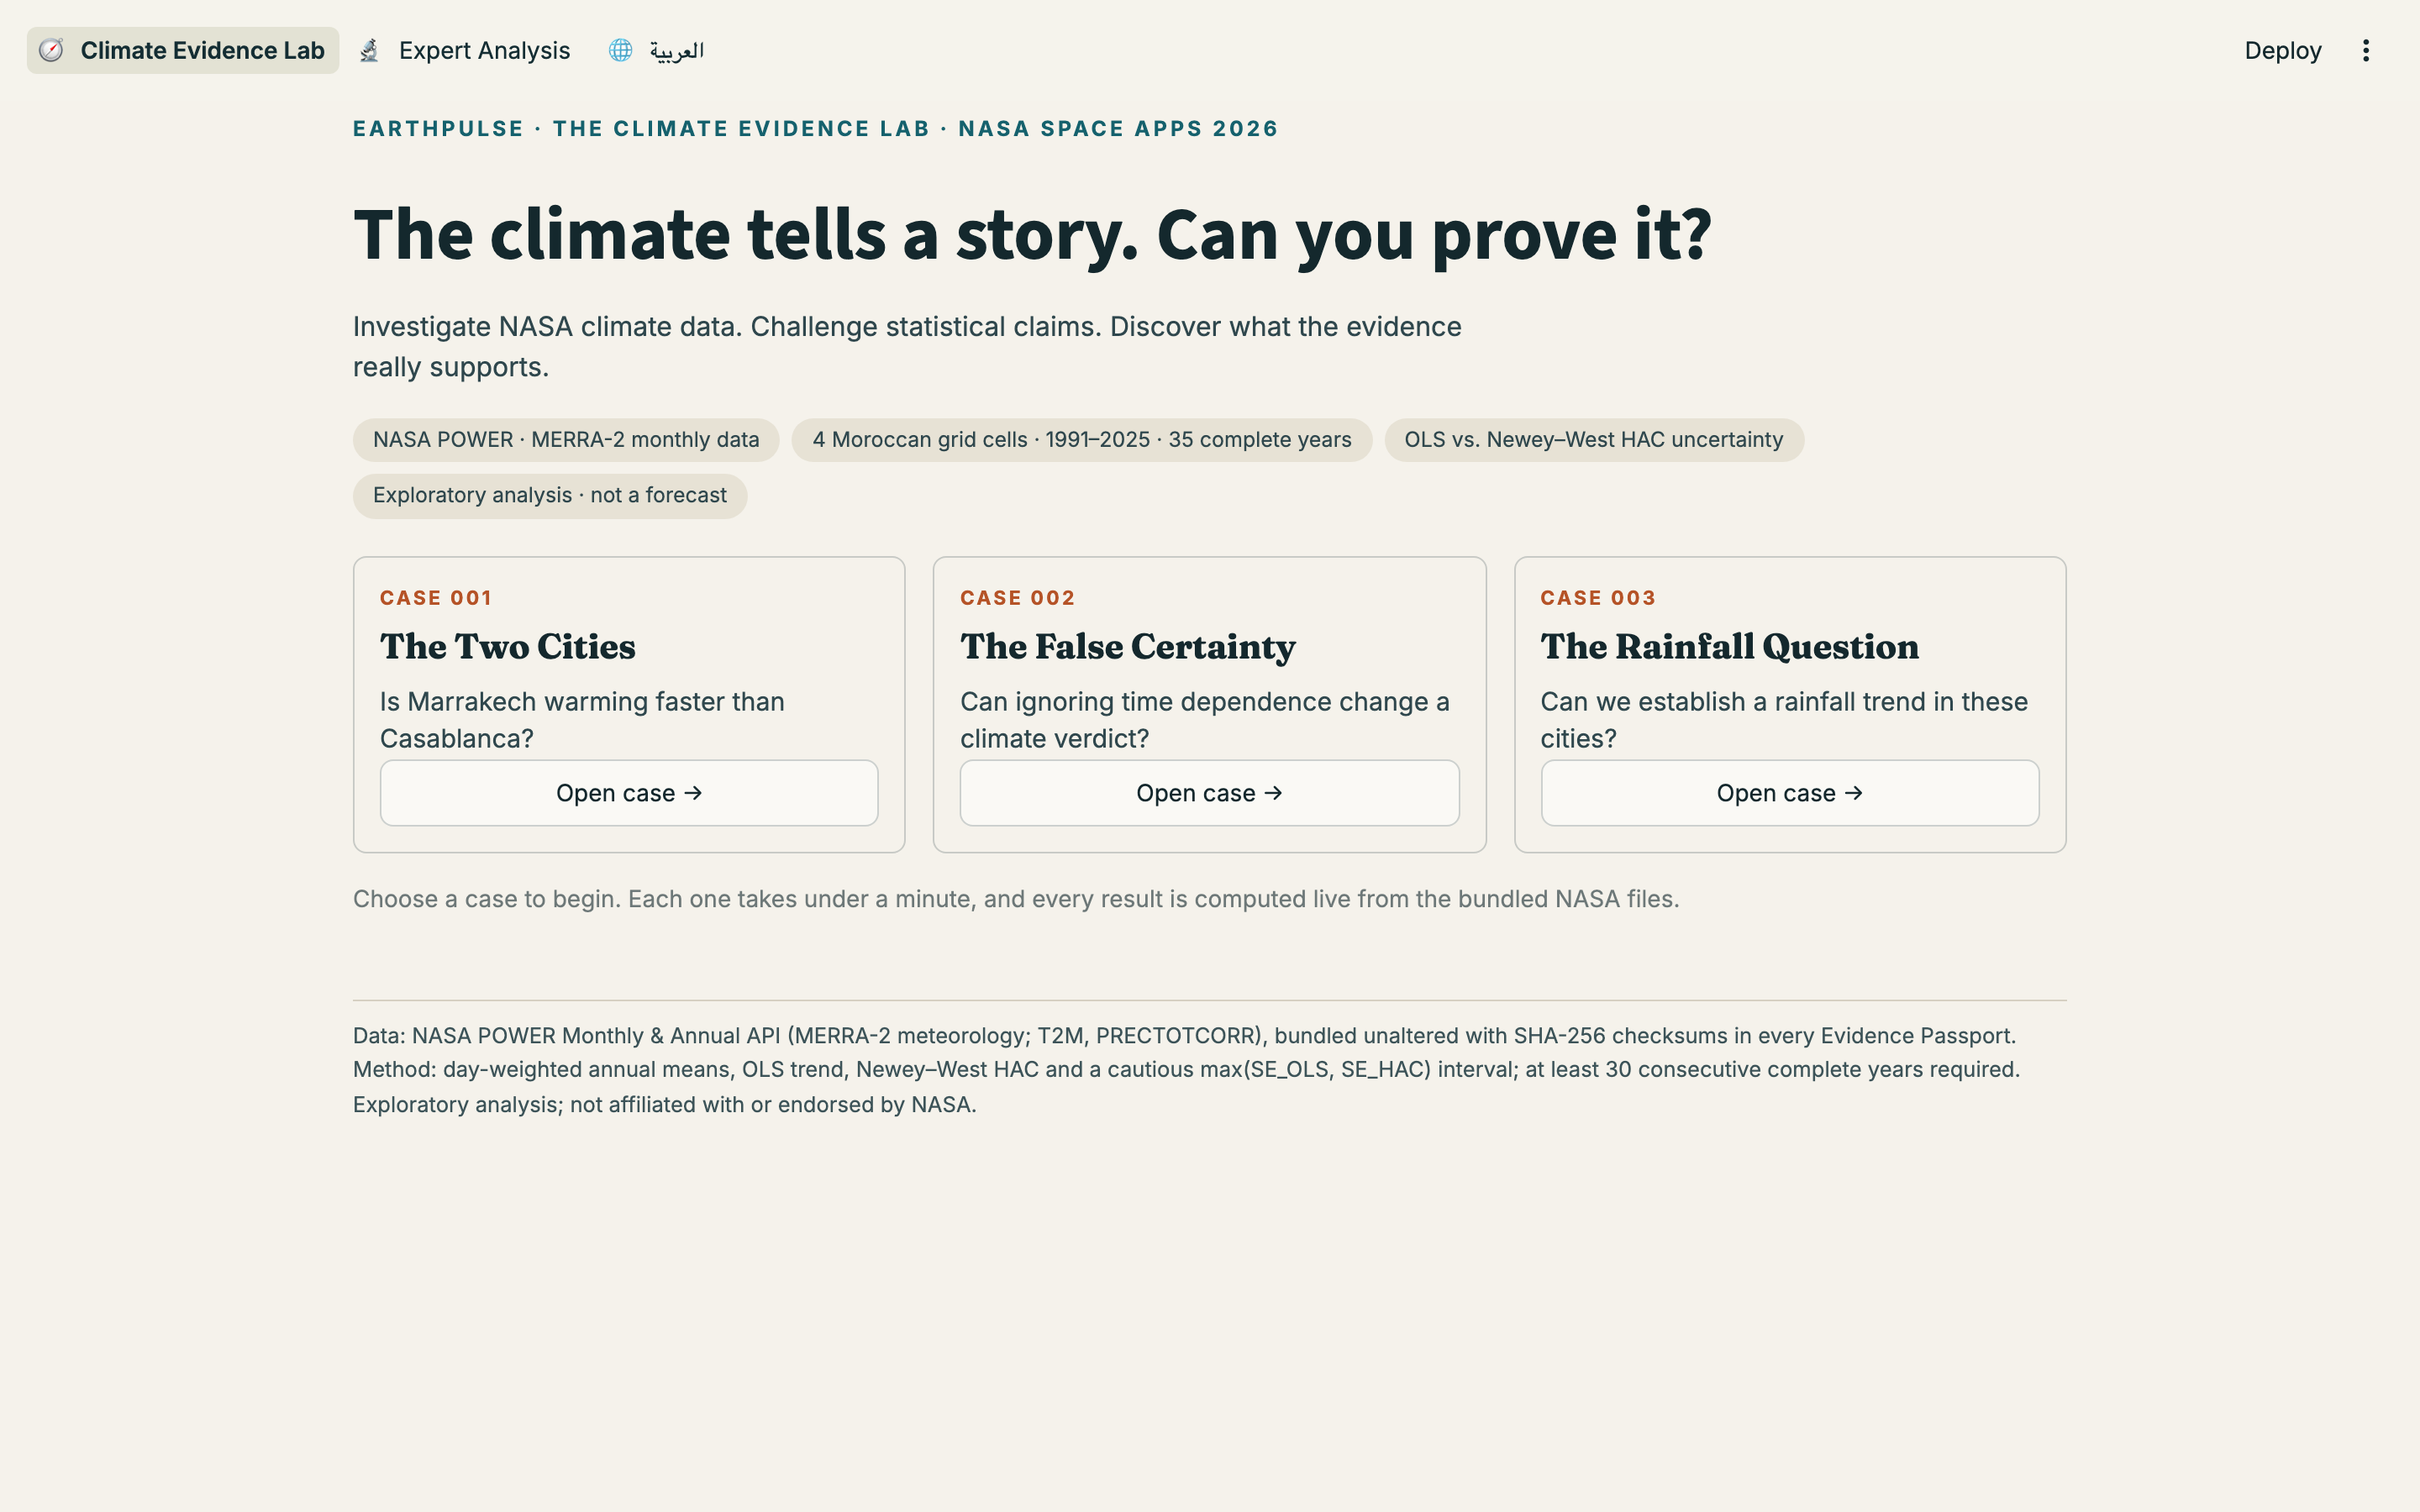 Climate Evidence Lab
Expert Analysis
العربية
Deploy
EARTHPULSE · THE CLIMATE EVIDENCE LAB · NASA SPACE APPS 2026
The climate tells a story. Can you prove it?
Investigate NASA climate data. Challenge statistical claims. Discover what the evidence
really supports.
NASA POWER · MERRA-2 monthly data
4 Moroccan grid cells · 1991–2025 · 35 complete years
OLS vs. Newey–West HAC uncertainty
Exploratory analysis · not a forecast
CASE 001
The Two Cities
Is Marrakech warming faster than
Casablanca?
Open case →
CASE 002
The False Certainty
Can ignoring time dependence change a
climate verdict?
Open case →
CASE 003
The Rainfall Question
Can we establish a rainfall trend in these
cities?
Open case →
Choose a case to begin. Each one takes under a minute, and every result is computed live from the bundled NASA files.
Data: NASA POWER Monthly & Annual API (MERRA-2 meteorology; T2M, PRECTOTCORR), bundled unaltered with SHA-256 checksums in every Evidence Passport.
Method: day-weighted annual means, OLS trend, Newey–West HAC and a cautious max(SE_OLS, SE_HAC) interval; at least 30 consecutive complete years required.
Exploratory analysis; not affiliated with or endorsed by NASA.